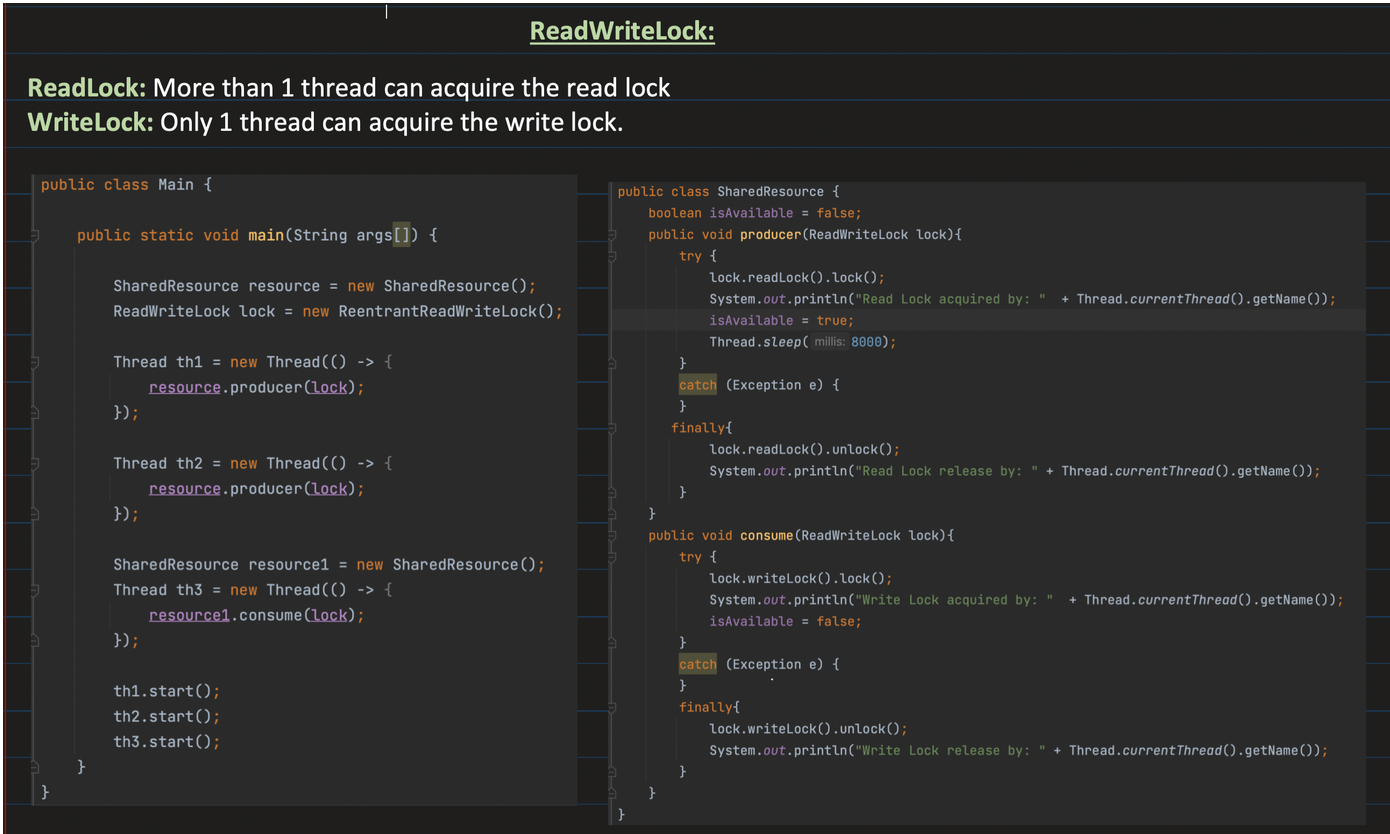 ReadWriteLock:
ReadLock: More than 1 thread can acquire the read lock
WriteLock: Only 1 thread can acquire the write lock.
public class Main {
public static void main(String args[]) {
SharedResource resource = new SharedResource();
ReadWriteLock lock = new ReentrantReadWriteLock();
Thread th1 = new Thread(() -> {
resource.producer(lock);
});
Thread th2 = new Thread(() -> {
resource.producer(lock);
});
SharedResource resource1 = new SharedResource();
Thread th3 = new Thread(() -> {
resource1.consume(lock);
});
th1.start();
th2.start();
th3.start();
}
}
public class SharedResource {
boolean isAvailable = false;
public void producer(ReadWriteLock lock){
try {
lock.readLock().lock();
System.out.println("Read Lock acquired by: " + Thread.currentThread().getName());
isAvailable = true;
Thread.sleep( millis: 8000);
}
catch (Exception e) {
}
finally{
lock.readLock().unlock();
System.out.println("Read Lock release by: " + Thread.currentThread().getName());
}
}
public void consume(ReadWriteLock lock){
try {
lock.writeLock().lock();
System.out.println("Write Lock acquired by: " + Thread.currentThread().getName());
isAvailable = false;
}
catch (Exception e) {
}
finally{
lock.writeLock().unlock();
System.out.println("Write Lock release by: " + Thread.currentThread().getName());
}
}
}